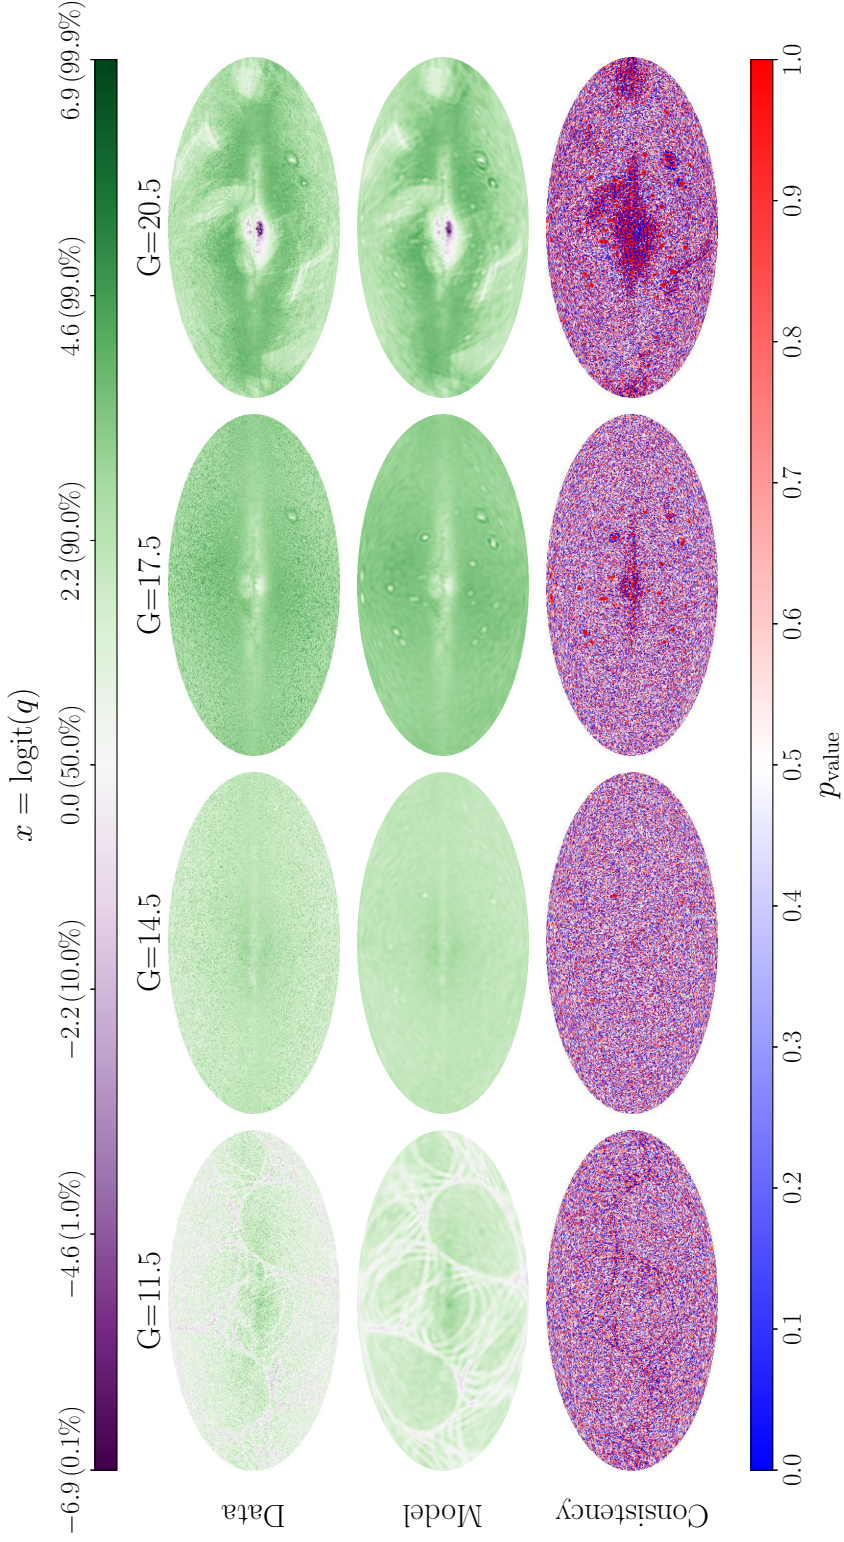 x = logit(q)
−6.9 (0.1%) −4.6 (1.0%) −2.2 (10.0%) 0.0 (50.0%) 2.2 (90.0%) 4.6 (99.0%) 6.9 (99.9%)
G=11.5 G=14.5 G=17.5 G=20.5
Data
Model
Consistency
0.0 0.1 0.2 0.3 0.4 0.5 0.6 0.7 0.8 0.9 1.0
p_value